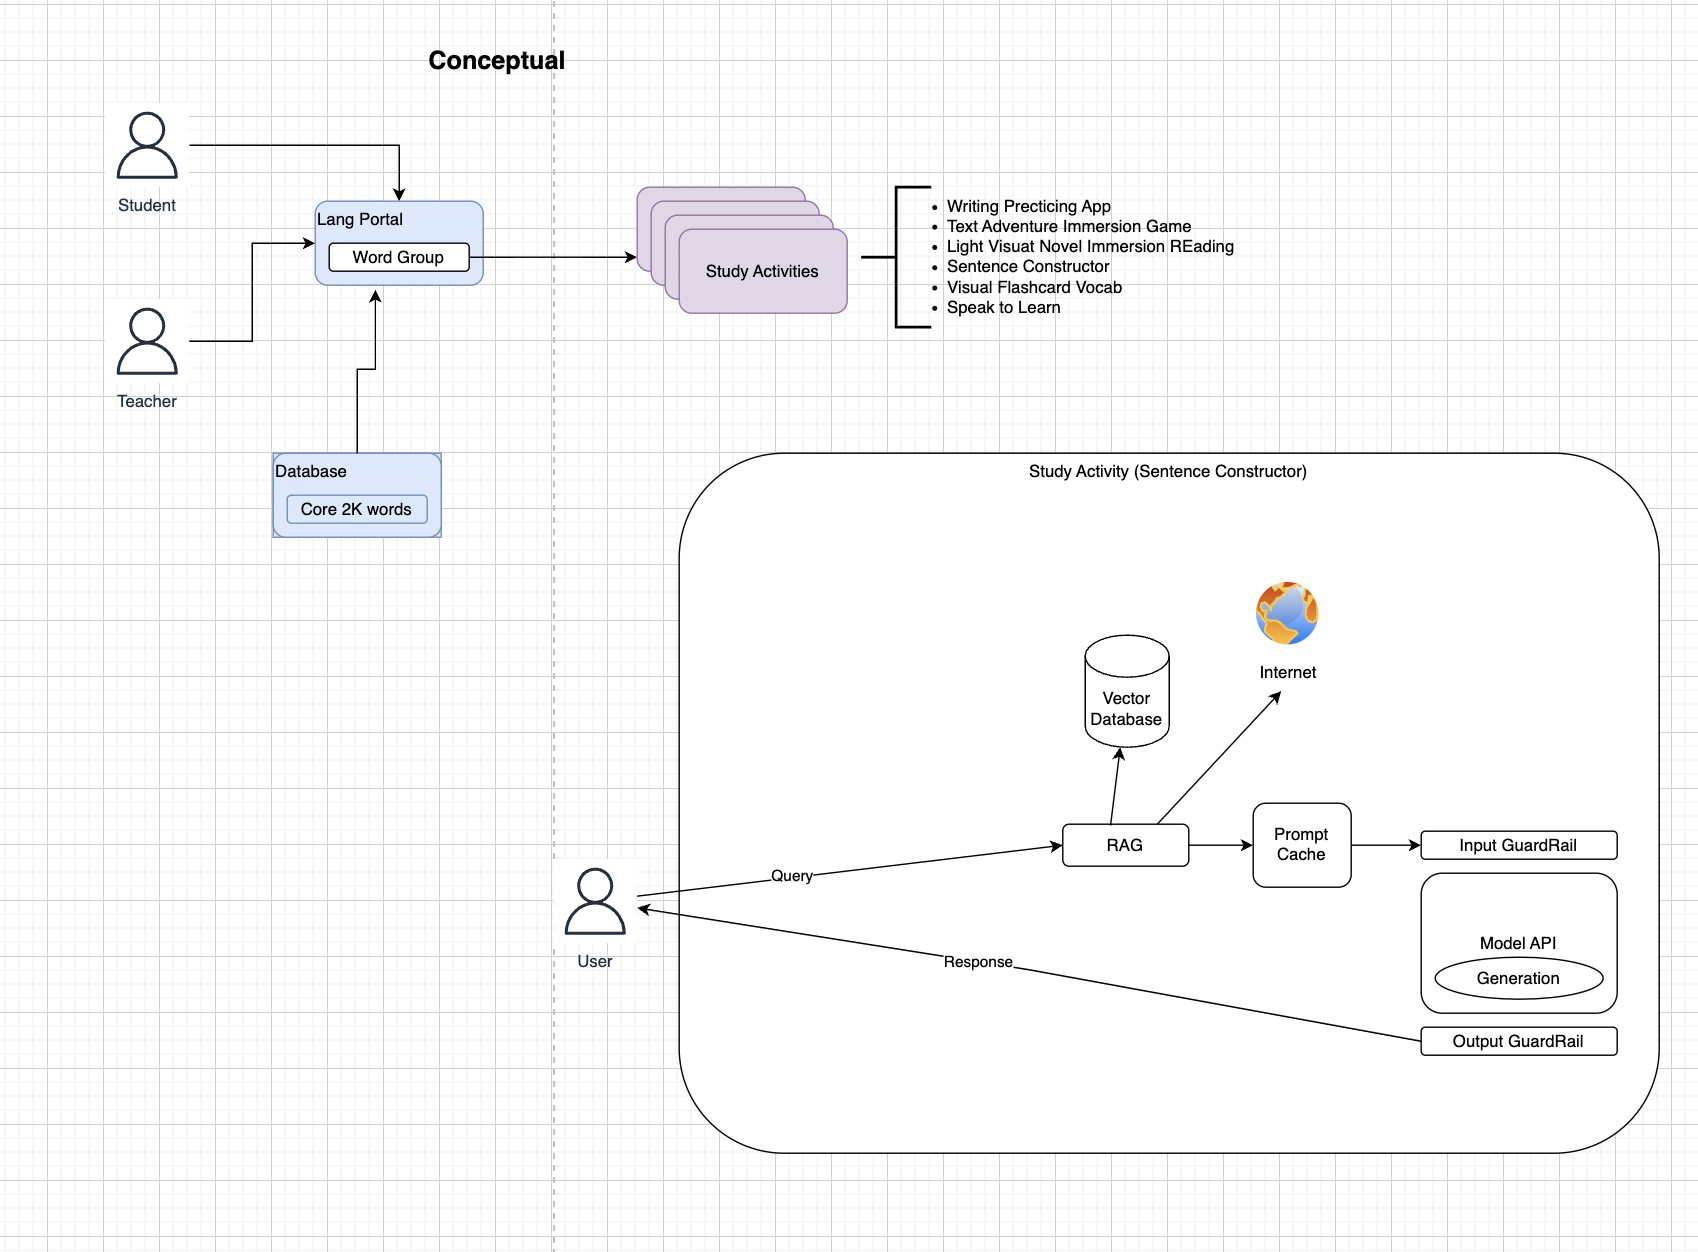 Conceptual
Student
Lang Portal
Word Group
Teacher
Database
Core 2K words
Study Activities
Writing Precticing App
Text Adventure Immersion Game
Light Visuat Novel Immersion REading
Sentence Constructor
Visual Flashcard Vocab
Speak to Learn
Study Activity (Sentence Constructor)
Internet
Vector
Database
RAG
Prompt
Cache
Input GuardRail
Query
Model API
Generation
Response
User
Output GuardRail